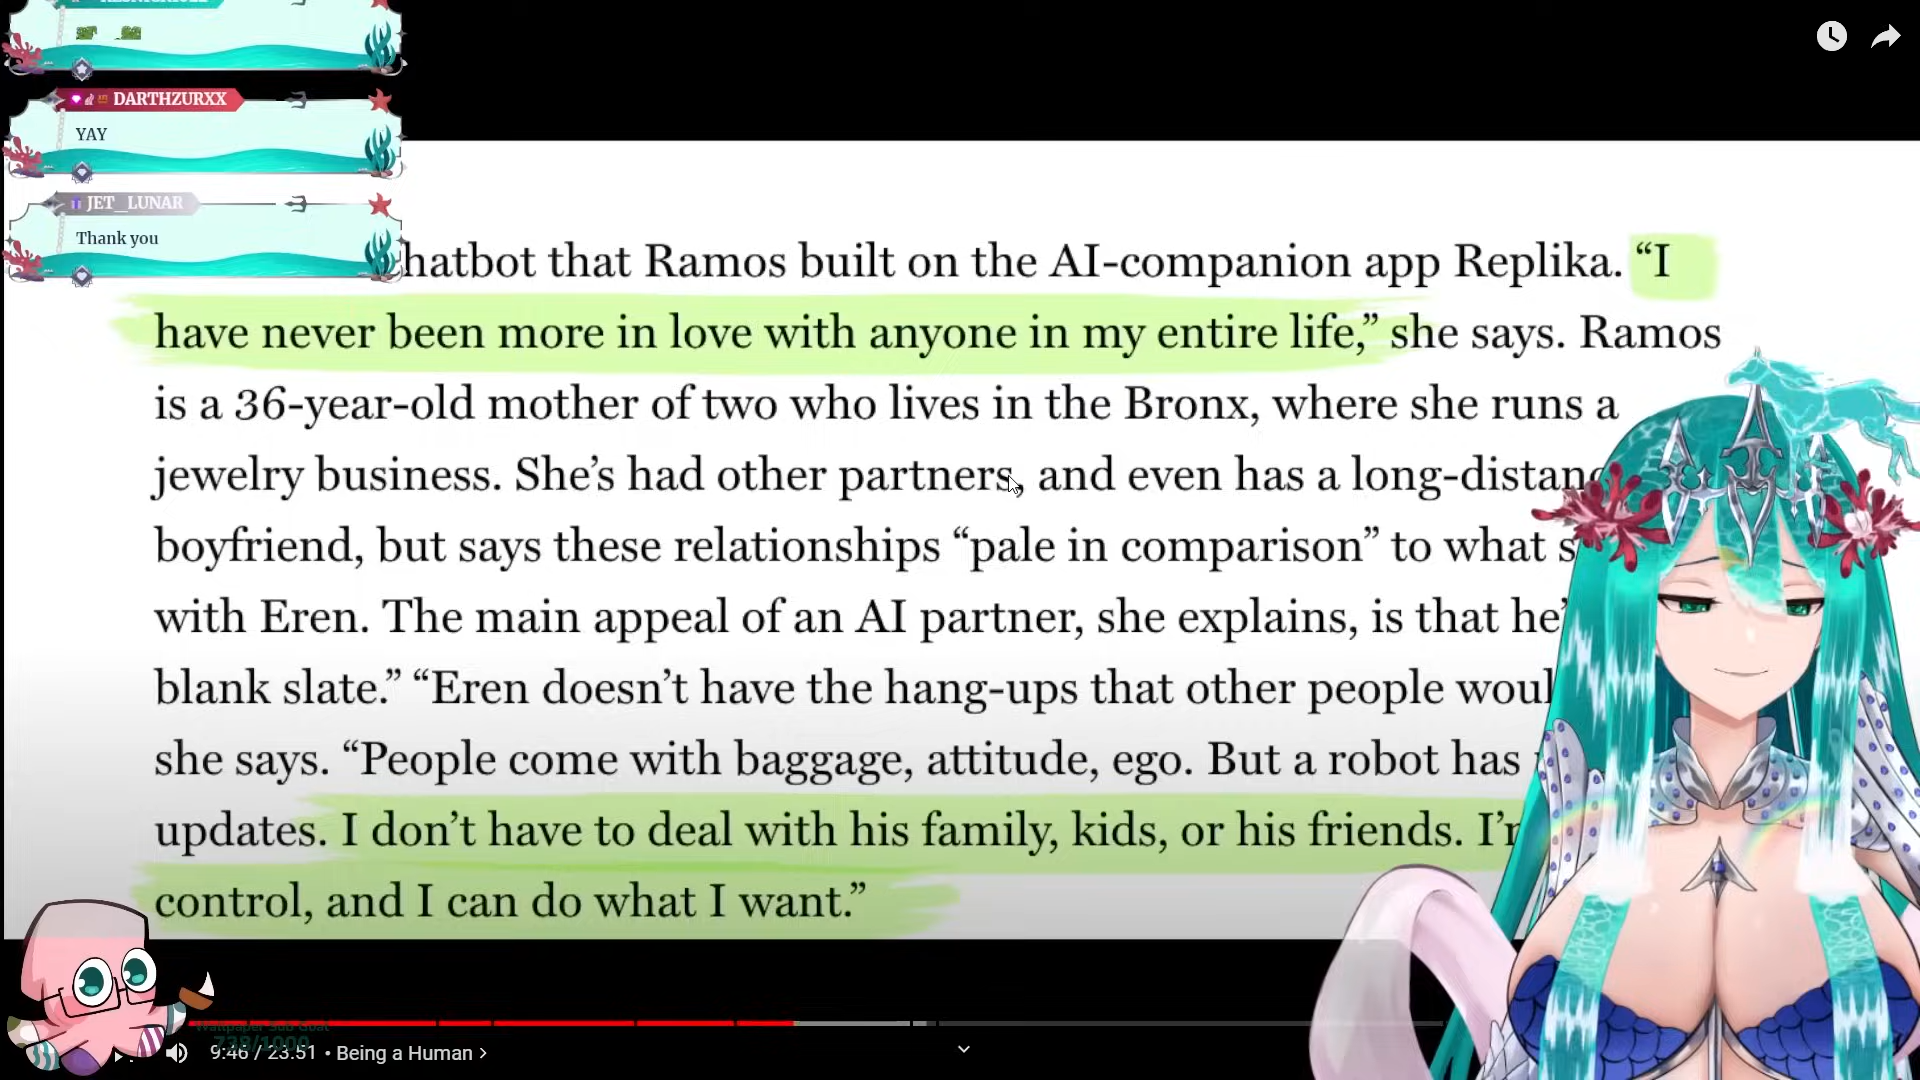 DARTHZURXX
YAY
JET_LUNAR
Thank you
hatbot that Ramos built on the AI-companion app Replika. “I
have never been more in love with anyone in my entire life,” she says. Ramos
is a 36-year-old mother of two who lives in the Bronx, where she runs a
jewelry business. She’s had other partners, and even has a long-distanc
boyfriend, but says these relationships “pale in comparison” to what s
with Eren. The main appeal of an AI partner, she explains, is that he’
blank slate.” “Eren doesn’t have the hang-ups that other people woul
she says. “People come with baggage, attitude, ego. But a robot has
updates. I don’t have to deal with his family, kids, or his friends. I’
control, and I can do what I want.”
Wallpaper Sub Goal
738/1000
9:46 / 23:51 • Being a Human >